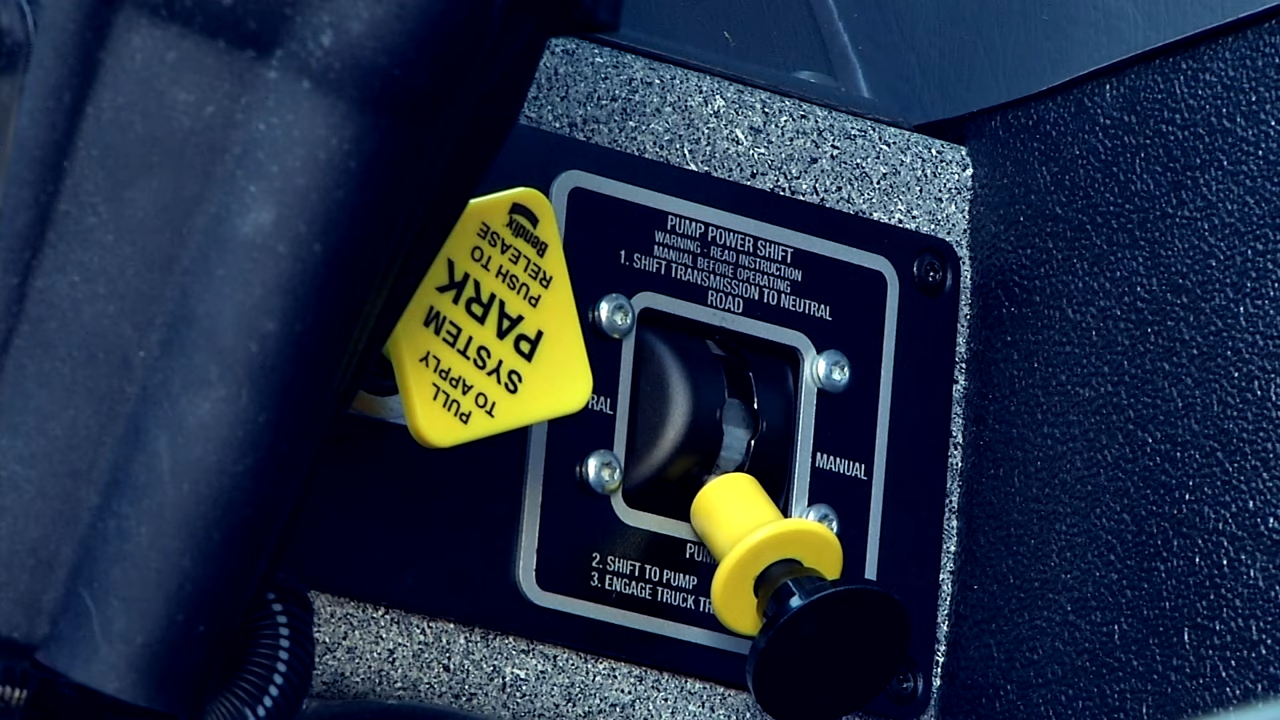 PUMP POWER SHIFT
WARNING - READ INSTRUCTION
MANUAL BEFORE OPERATING
1. SHIFT TRANSMISSION TO NEUTRAL
ROAD
RAL
MANUAL
PUM
2. SHIFT TO PUMP
3. ENGAGE TRUCK TR
PULL
TO APPLY
SYSTEM
PARK
PUSH TO
RELEASE
Bendix